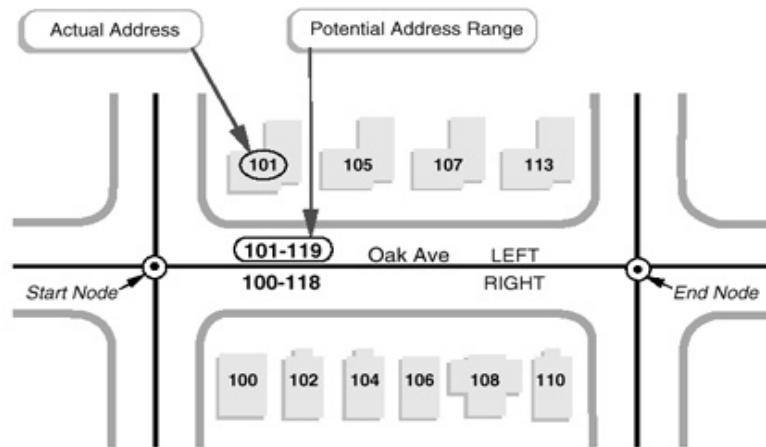 Actual Address
Potential Address Range
101
105
107
113
101-119
Oak Ave
LEFT
Start Node
100-118
RIGHT
End Node
100
102
104
106
108
110